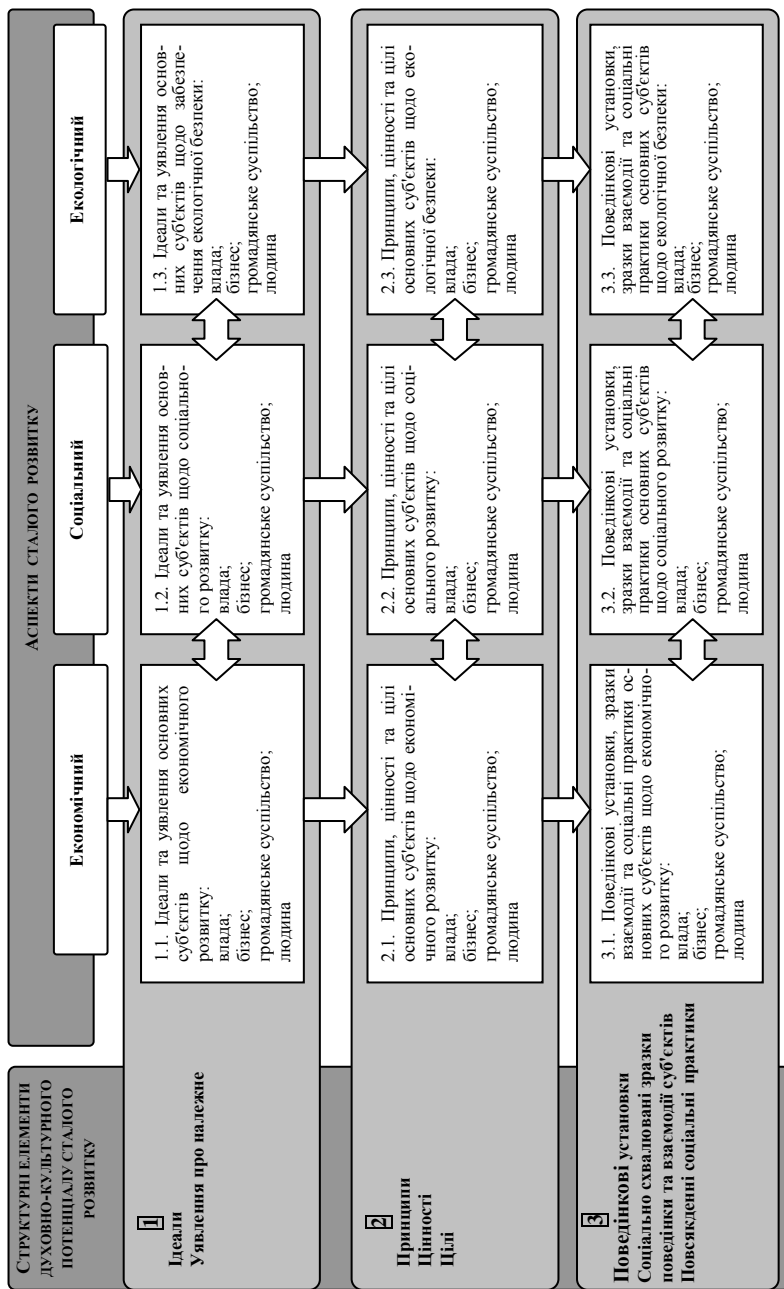 СТРУКТУРНІ ЕЛЕМЕНТИ
ДУХОВНО-КУЛЬТУРНОГО
ПОТЕНЦІАЛУ СТАЛОГО
РОЗВИТКУ
АСПЕКТИ СТАЛОГО РОЗВИТКУ
Економічний
Соціальний
Екологічний
1
Ідеали
Уявлення про належне
1.1. Ідеали та уявлення основних
суб'єктів щодо економічного
розвитку:
влада;
бізнес;
громадянське суспільство;
людина
1.2. Ідеали та уявлення основ-
них суб'єктів щодо соціально-
го розвитку:
влада;
бізнес;
громадянське суспільство;
людина
1.3. Ідеали та уявлення основ-
них суб'єктів щодо забезпе-
чення екологічної безпеки:
влада;
бізнес;
громадянське суспільство;
людина
2
Принципи
Цінності
Цілі
2.1. Принципи, цінності та цілі
основних суб'єктів щодо економі-
чного розвитку:
влада;
бізнес;
громадянське суспільство;
людина
2.2. Принципи, цінності та цілі
основних суб'єктів щодо соці-
ального розвитку:
влада;
бізнес;
громадянське суспільство;
людина
2.3. Принципи, цінності та цілі
основних суб'єктів щодо еко-
логічної безпеки:
влада;
бізнес;
громадянське суспільство;
людина
3
Поведінкові установки
Соціально схвалювані зразки
поведінки та взаємодії суб'єктів
Повсякденні соціальні практики
3.1. Поведінкові установки, зразки
взаємодії та соціальні практики ос-
новних суб'єктів щодо економічно-
го розвитку:
влада;
бізнес;
громадянське суспільство;
людина
3.2. Поведінкові установки,
зразки взаємодії та соціальні
практики основних суб'єктів
щодо соціального розвитку:
влада;
бізнес;
громадянське суспільство;
людина
3.3. Поведінкові установки,
зразки взаємодії та соціальні
практики основних суб'єктів
щодо екологічної безпеки:
влада;
бізнес;
громадянське суспільство;
людина